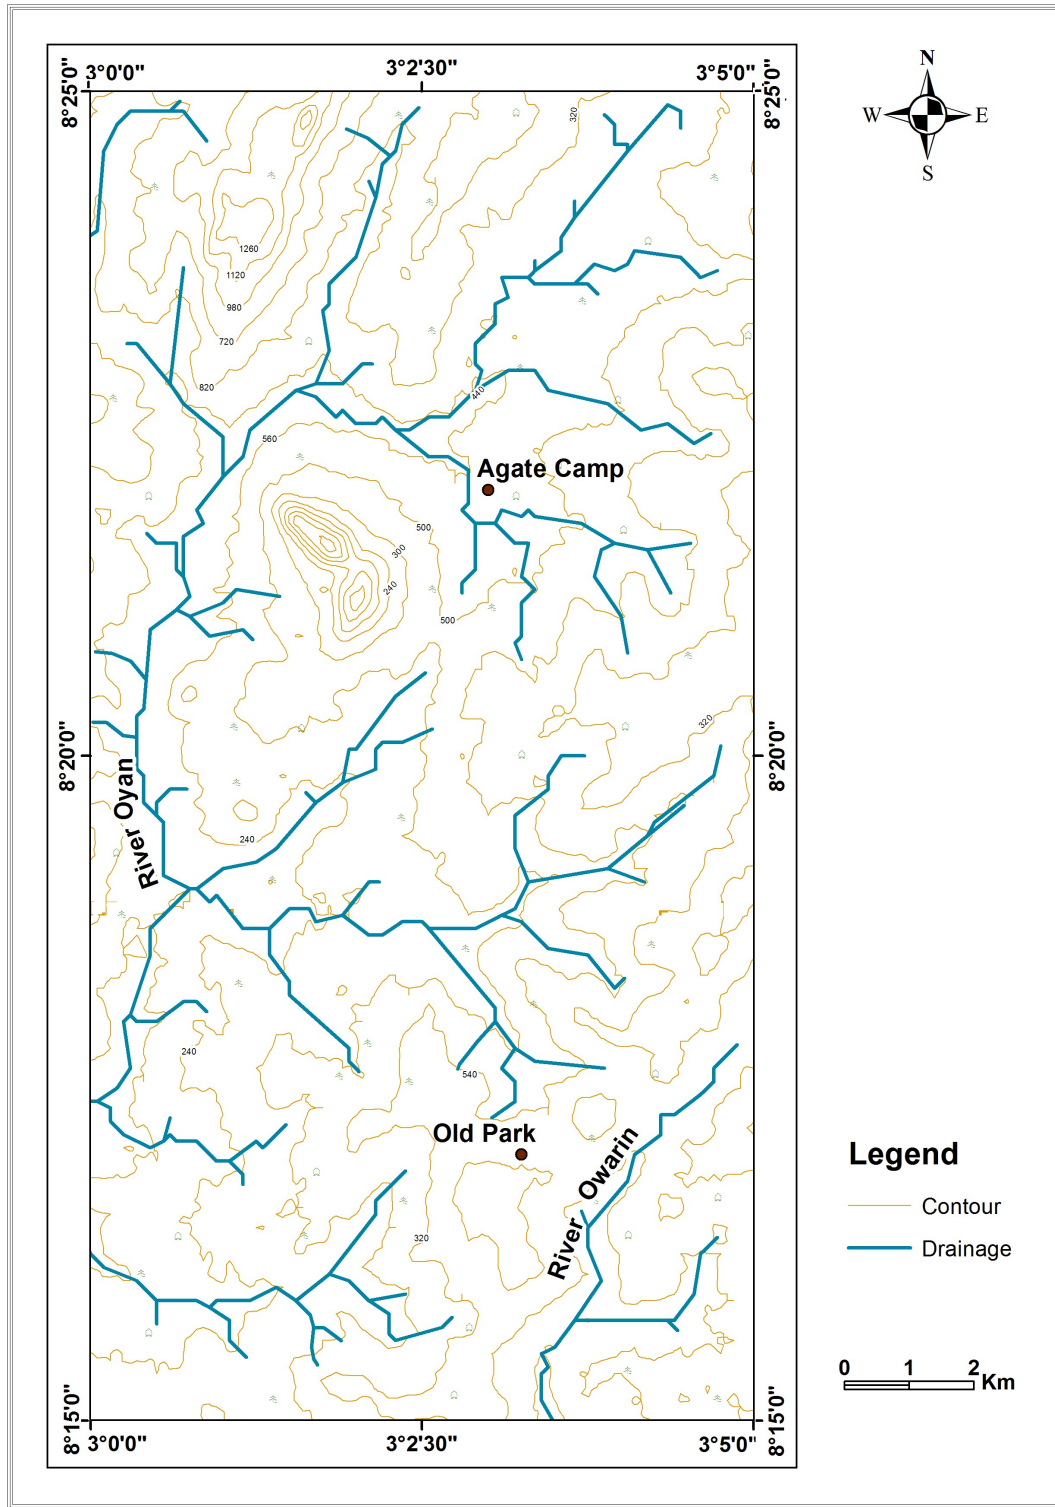 3°0'0"
3°2'30"
3°5'0"
8°25'0"
8°25'0"
N
W
E
S
320
1260
1120
980
720
820
440
560
Agate Camp
500
300
240
500
320
8°20'0"
8°20'0"
River Oyan
240
240
540
Old Park
River Owarin
320
Legend
Contour
Drainage
0 1 2 Km
8°15'0"
8°15'0"
3°0'0"
3°2'30"
3°5'0"